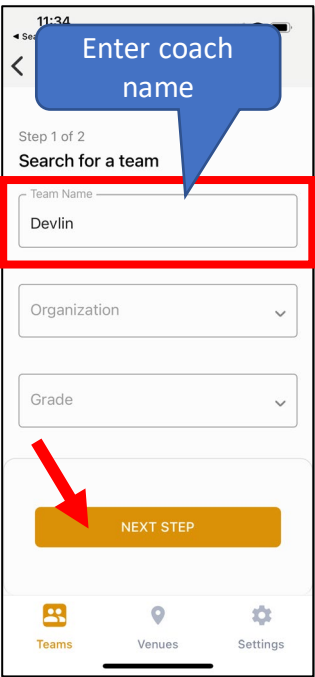 11:34
Enter coach
name
Step 1 of 2
Search for a team
Team Name
Devlin
Organization
Grade
NEXT STEP
Teams
Venues
Settings